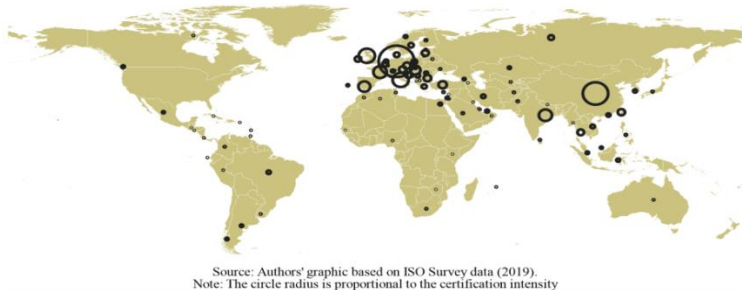 Source: Authors' graphic based on ISO Survey data (2019).
Note: The circle radius is proportional to the certification intensity